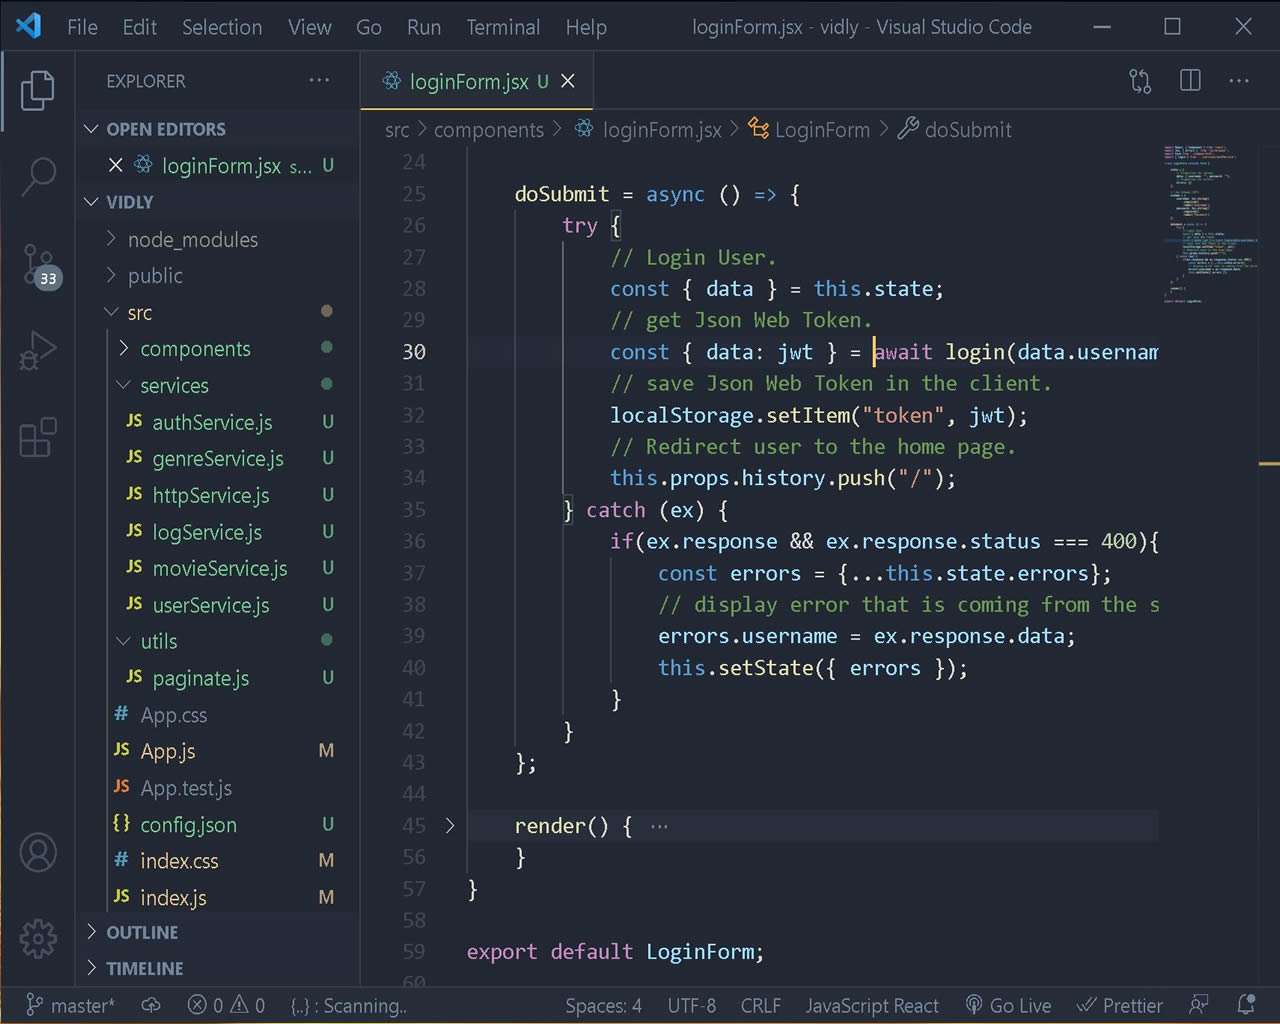 File Edit Selection View Go Run Terminal Help loginForm.jsx - vidly - Visual Studio Code
EXPLORER ···
OPEN EDITORS
loginForm.jsx s... U
VIDLY
node_modules
public
src
components
services
JS authService.js U
JS genreService.js U
JS httpService.js U
JS logService.js U
JS movieService.js U
JS userService.js U
utils
JS paginate.js U
# App.css
JS App.js M
JS App.test.js
{} config.json U
# index.css M
JS index.js M
OUTLINE
TIMELINE
33
loginForm.jsx U
src > components > loginForm.jsx > LoginForm > doSubmit
24
25 doSubmit = async () => {
26 try {
27 // Login User.
28 const { data } = this.state;
29 // get Json Web Token.
30 const { data: jwt } = await login(data.usernam
31 // save Json Web Token in the client.
32 localStorage.setItem("token", jwt);
33 // Redirect user to the home page.
34 this.props.history.push("/");
35 } catch (ex) {
36 if(ex.response && ex.response.status === 400){
37 const errors = {...this.state.errors};
38 // display error that is coming from the s
39 errors.username = ex.response.data;
40 this.setState({ errors });
41 }
42 }
43 };
44
45 render() { ···
56 }
57 }
58
59 export default LoginForm;
60
master* 0 0 {..} : Scanning.. Spaces: 4 UTF-8 CRLF JavaScript React Go Live Prettier